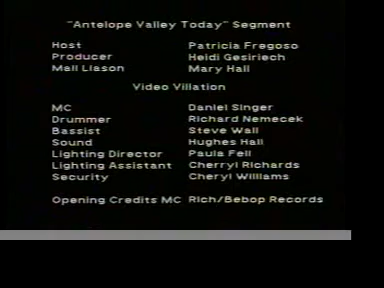 "Antelope Valley Today" Segment
Host Patricia Fregoso
Producer Heidi Gesiriech
Mall Liason Mary Hall
Video Villation
MC Daniel Singer
Drummer Richard Nemecek
Bassist Steve Wall
Sound Hughes Hall
Lighting Director Paula Fell
Lighting Assistant Cherryl Richards
Security Cheryl Williams
Opening Credits MC Rich/Bebop Records